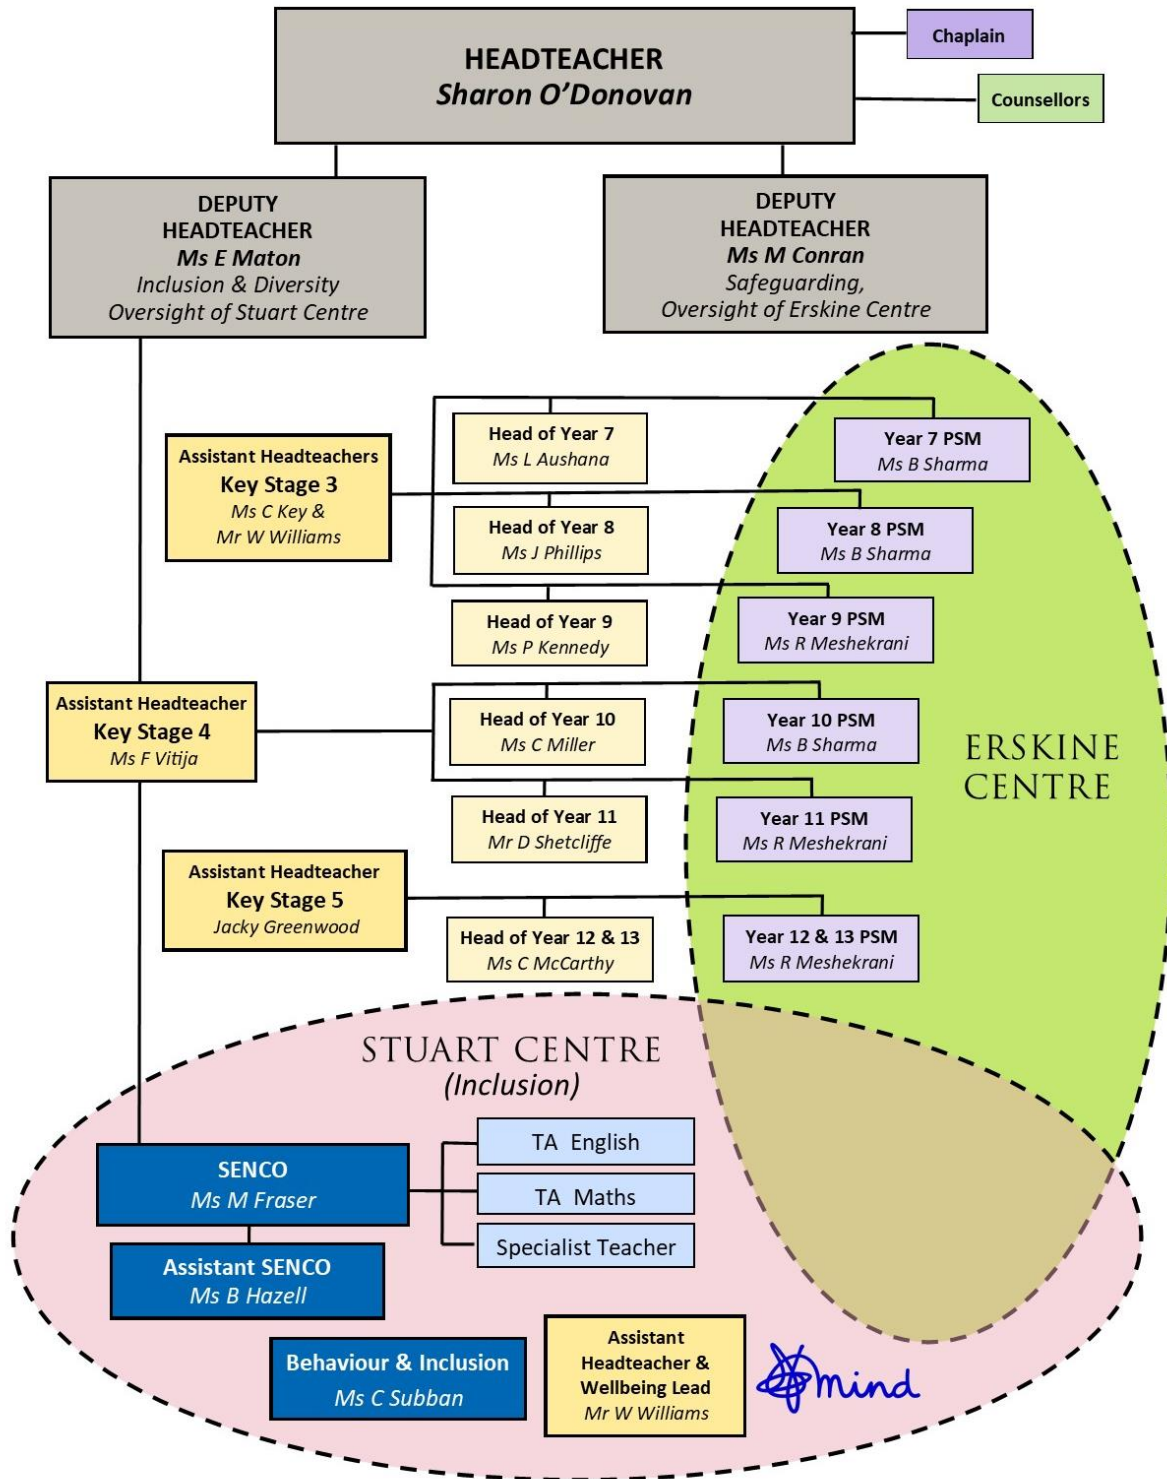 HEADTEACHER
Sharon O'Donovan
Chaplain
Counsellors
DEPUTY
HEADTEACHER
Ms E Maton
Inclusion & Diversity
Oversight of Stuart Centre
DEPUTY
HEADTEACHER
Ms M Conran
Safeguarding,
Oversight of Erskine Centre
Assistant Headteachers
Key Stage 3
Ms C Key &
Mr W Williams
Head of Year 7
Ms L Aushana
Year 7 PSM
Ms B Sharma
Head of Year 8
Ms J Phillips
Year 8 PSM
Ms B Sharma
Head of Year 9
Ms P Kennedy
Year 9 PSM
Ms R Meshekrani
Assistant Headteacher
Key Stage 4
Ms F Vitija
Head of Year 10
Ms C Miller
Year 10 PSM
Ms B Sharma
Head of Year 11
Mr D Shetcliffe
Year 11 PSM
Ms R Meshekrani
ERSKINE
CENTRE
Assistant Headteacher
Key Stage 5
Jacky Greenwood
Head of Year 12 & 13
Ms C McCarthy
Year 12 & 13 PSM
Ms R Meshekrani
STUART CENTRE
(Inclusion)
SENCO
Ms M Fraser
TA English
TA Maths
Specialist Teacher
Assistant SENCO
Ms B Hazell
Behaviour & Inclusion
Ms C Subban
Assistant
Headteacher &
Wellbeing Lead
Mr W Williams
mind